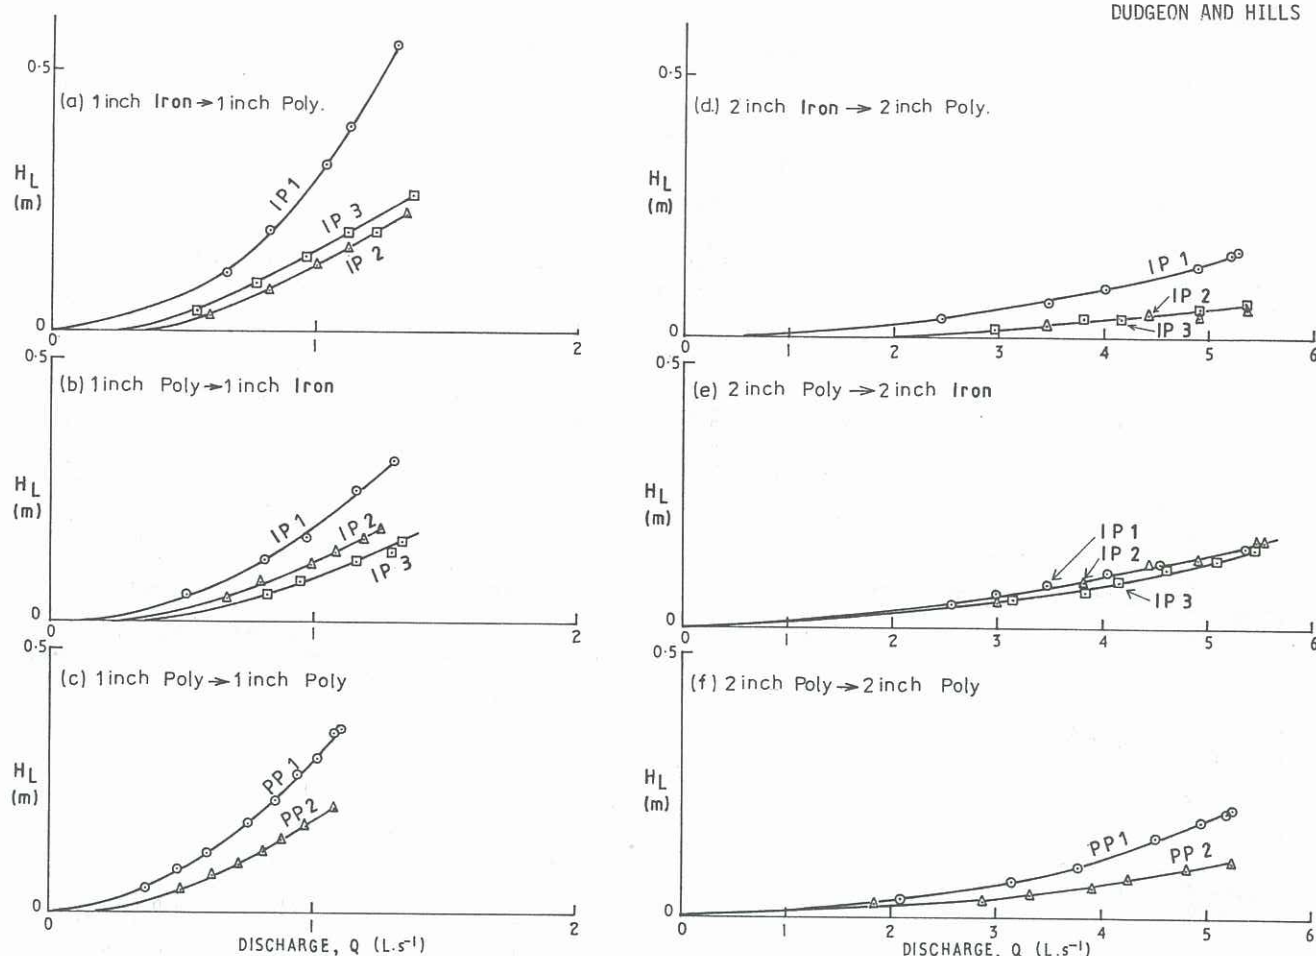 DUDGEON AND HILLS
0·5
(a) 1 inch Iron → 1 inch Poly.
H_L
(m)
IP 1
IP 3
IP 2
0
0 1 2
0·5
(b) 1 inch Poly → 1 inch Iron
H_L
(m)
IP 1
IP 2
IP 3
0
0 1 2
0·5
(c) 1 inch Poly → 1 inch Poly
H_L
(m)
PP 1
PP 2
0
0 1 2
DISCHARGE, Q (L.s⁻¹)
0·5
(d.) 2 inch Iron → 2 inch Poly.
H_L
(m)
IP 1
IP 2
IP 3
0
0 1 2 3 4 5 6
0·5
(e) 2 inch Poly → 2 inch Iron
H_L
(m)
IP 1
IP 2
IP 3
0
0 1 2 3 4 5 6
0·5
(f) 2 inch Poly → 2 inch Poly
H_L
(m)
PP 1
PP 2
0
0 1 2 3 4 5 6
DISCHARGE, Q (L.s⁻¹)